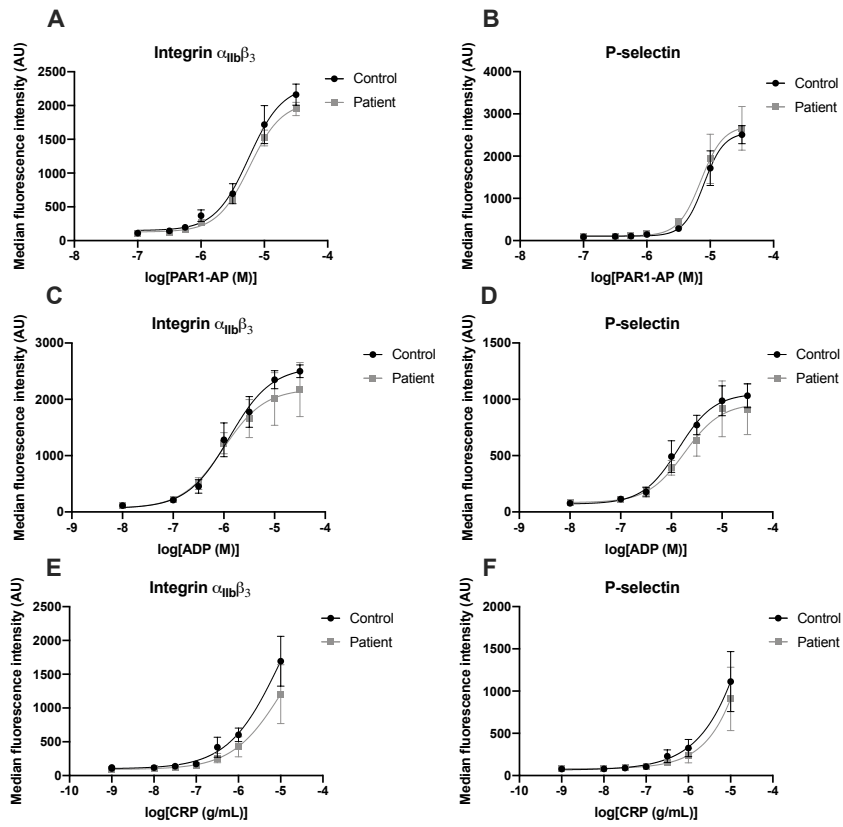 A
Integrin αIIbβ3
Median fluorescence intensity (AU)
2500
2000
1500
1000
500
0
-8
-7
-6
-5
-4
log[PAR1-AP (M)]
Control
Patient
B
P-selectin
Median fluorescence intensity (AU)
4000
3000
2000
1000
0
-8
-7
-6
-5
-4
log[PAR1-AP (M)]
Control
Patient
C
Integrin αIIbβ3
Median fluorescence intensity (AU)
3000
2000
1000
0
-9
-8
-7
-6
-5
-4
log[ADP (M)]
Control
Patient
D
P-selectin
Median fluorescence intensity (AU)
1500
1000
500
0
-9
-8
-7
-6
-5
-4
log[ADP (M)]
Control
Patient
E
Integrin αIIbβ3
Median fluorescence intensity (AU)
2500
2000
1500
1000
500
0
-10
-9
-8
-7
-6
-5
-4
log[CRP (g/mL)]
Control
Patient
F
P-selectin
Median fluorescence intensity (AU)
2000
1500
1000
500
0
-10
-9
-8
-7
-6
-5
-4
log[CRP (g/mL)]
Control
Patient